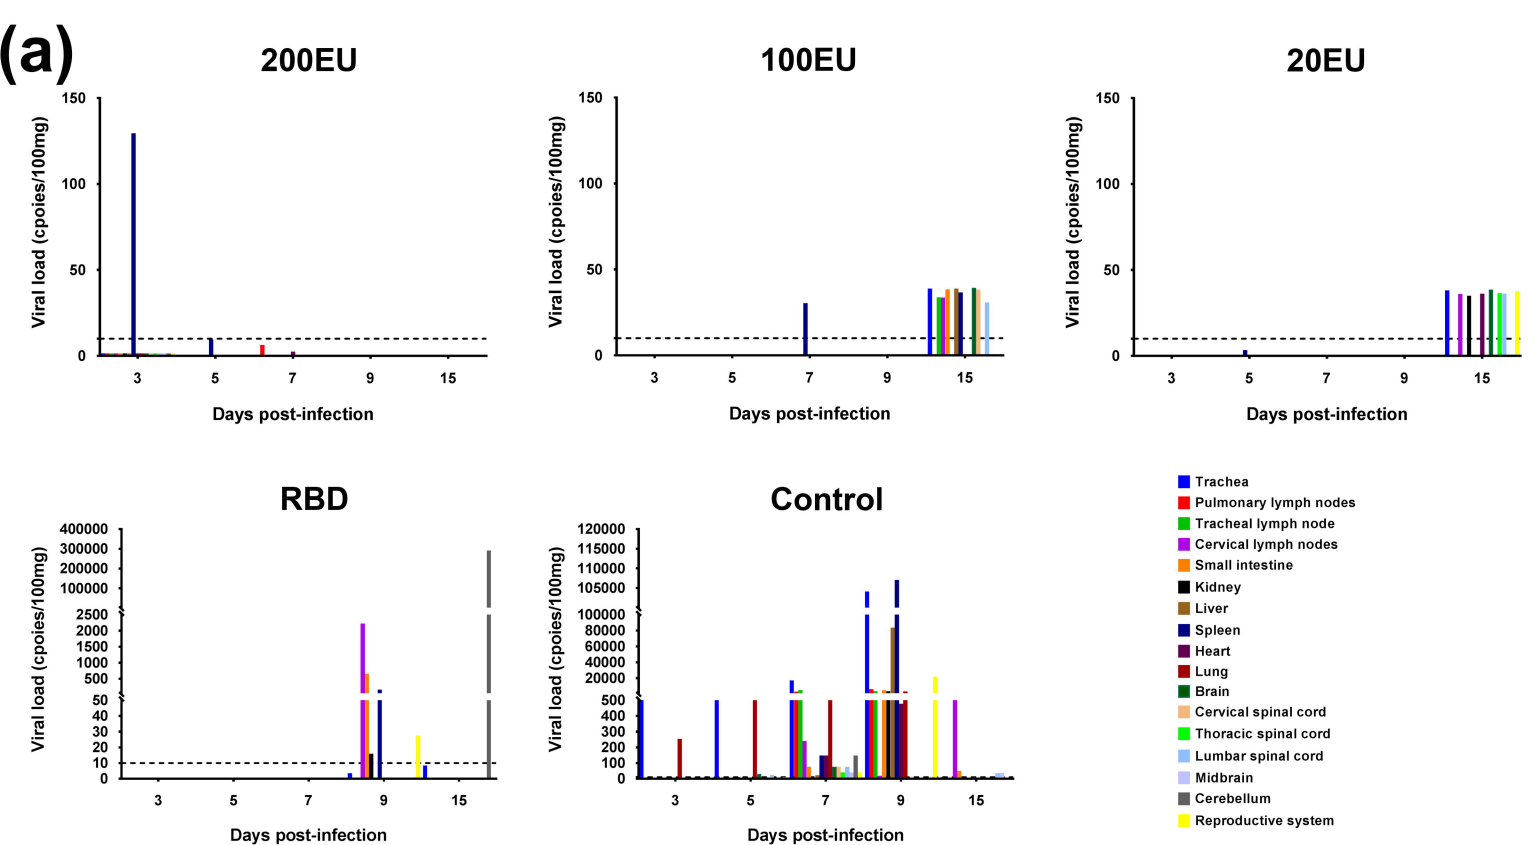 (a)
200EU
100EU
20EU
Viral load (cpoies/100mg)
150
100
50
0
3 5 7 9 15
Days post-infection
Viral load (cpoies/100mg)
150
100
50
0
3 5 7 9 15
Days post-infection
Viral load (cpoies/100mg)
150
100
50
0
3 5 7 9 15
Days post-infection
RBD
Viral load (cpoies/100mg)
400000
300000
200000
100000
2500
2000
1500
1000
500
50
40
30
20
10
0
3 5 7 9 15
Days post-infection
Control
Viral load (cpoies/100mg)
120000
115000
110000
105000
100000
80000
60000
40000
20000
500
400
300
200
100
0
3 5 7 9 15
Days post-infection
Trachea
Pulmonary lymph nodes
Tracheal lymph node
Cervical lymph nodes
Small intestine
Kidney
Liver
Spleen
Heart
Lung
Brain
Cervical spinal cord
Thoracic spinal cord
Lumbar spinal cord
Midbrain
Cerebellum
Reproductive system